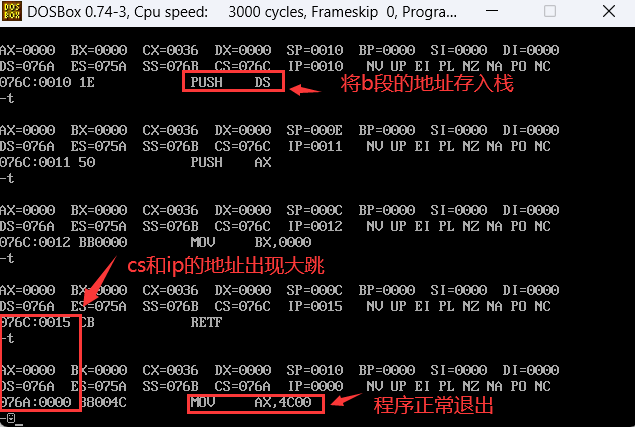 DOSBox 0.74-3, Cpu speed:    3000 cycles, Frameskip  0, Progra...
AX=0000  BX=0000  CX=0036  DX=0000  SP=0010  BP=0000  SI=0000  DI=0000
DS=076A  ES=075A  SS=076B  CS=076C  IP=0010   NV UP EI PL NZ NA PO NC
076C:0010 1E            PUSH    DS
将b段的地址存入栈
-t
AX=0000  BX=0000  CX=0036  DX=0000  SP=000E  BP=0000  SI=0000  DI=0000
DS=076A  ES=075A  SS=076B  CS=076C  IP=0011   NV UP EI PL NZ NA PO NC
076C:0011 50            PUSH    AX
-t
AX=0000  BX=0000  CX=0036  DX=0000  SP=000C  BP=0000  SI=0000  DI=0000
DS=076A  ES=075A  SS=076B  CS=076C  IP=0012   NV UP EI PL NZ NA PO NC
076C:0012 BB0000        MOV     BX,0000
-t
cs和ip的地址出现大跳
AX=0000  BX=0000  CX=0036  DX=0000  SP=000C  BP=0000  SI=0000  DI=0000
DS=076A  ES=075A  SS=076B  CS=076C  IP=0015   NV UP EI PL NZ NA PO NC
076C:0015 CB            RETF
-t
AX=0000  BX=0000  CX=0036  DX=0000  SP=0010  BP=0000  SI=0000  DI=0000
DS=076A  ES=075A  SS=076B  CS=076A  IP=0000   NV UP EI PL NZ NA PO NC
076A:0000 B8004C        MOV     AX,4C00
程序正常退出